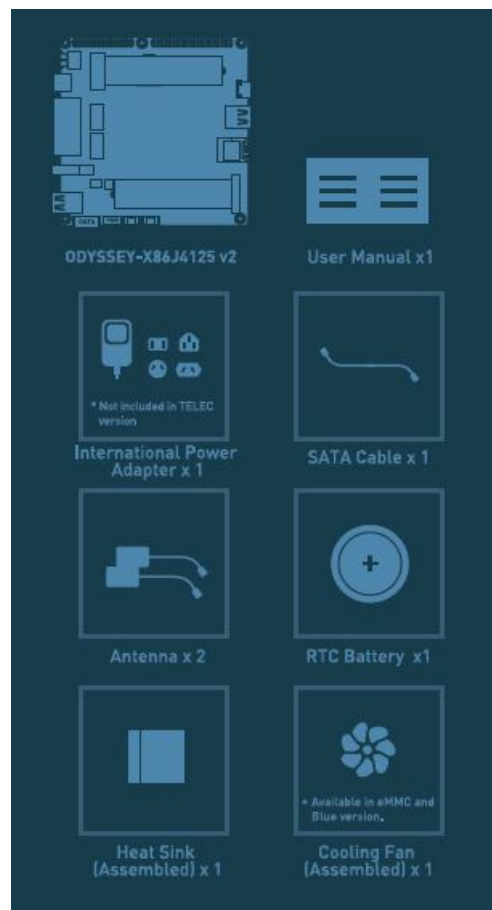 ODYSSEY-X86J4125 v2
User Manual x1
* Not included in TELEC
version
International Power
Adapter x 1
SATA Cable x 1
Antenna x 2
RTC Battery x1
Heat Sink
(Assembled) x 1
* Available in eMMC and
Blue version.
Cooling Fan
(Assembled) x 1